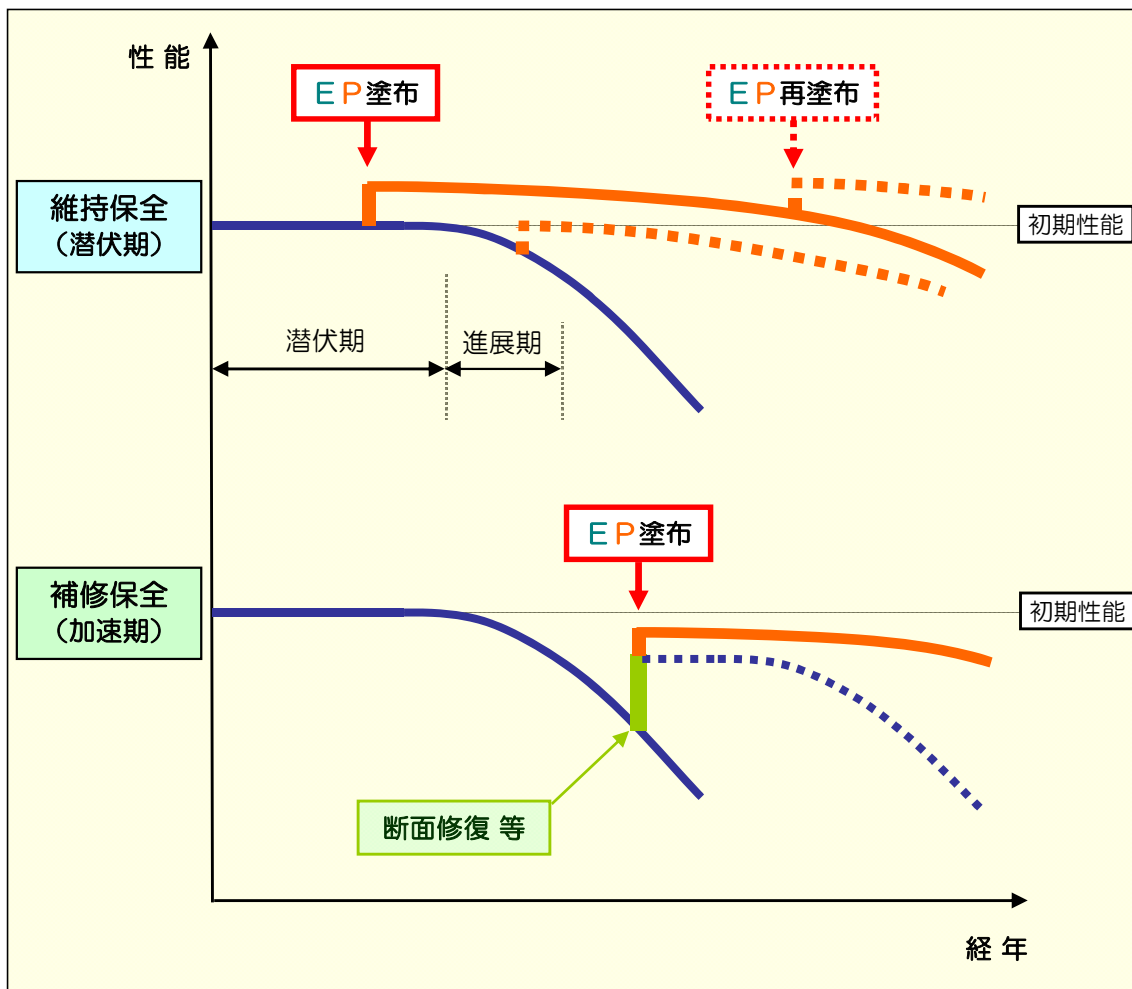 性 能
ＥＰ塗布
ＥＰ再塗布
維持保全
（潜伏期）
初期性能
潜伏期
進展期
ＥＰ塗布
補修保全
（加速期）
初期性能
断面修復 等
経 年